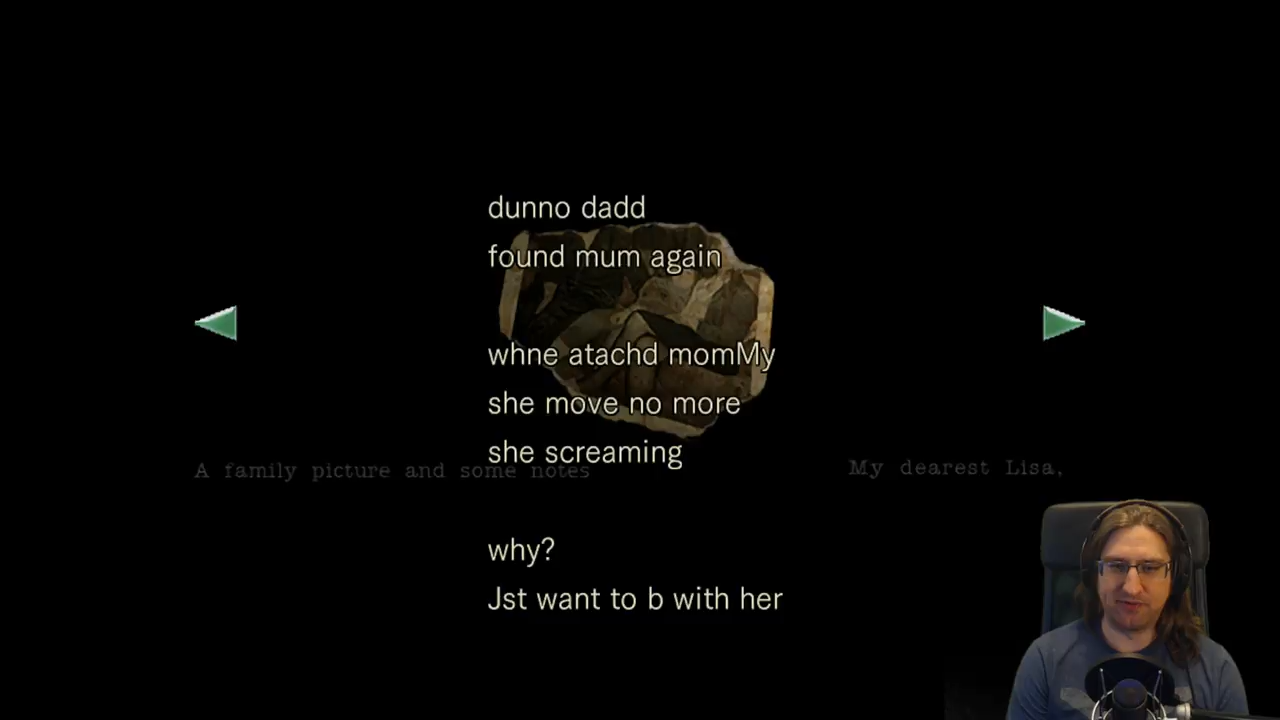 dunno dadd
found mum again
whne atachd momMy
she move no more
she screaming
A family picture and some notes
My dearest Lisa,
why?
Jst want to b with her